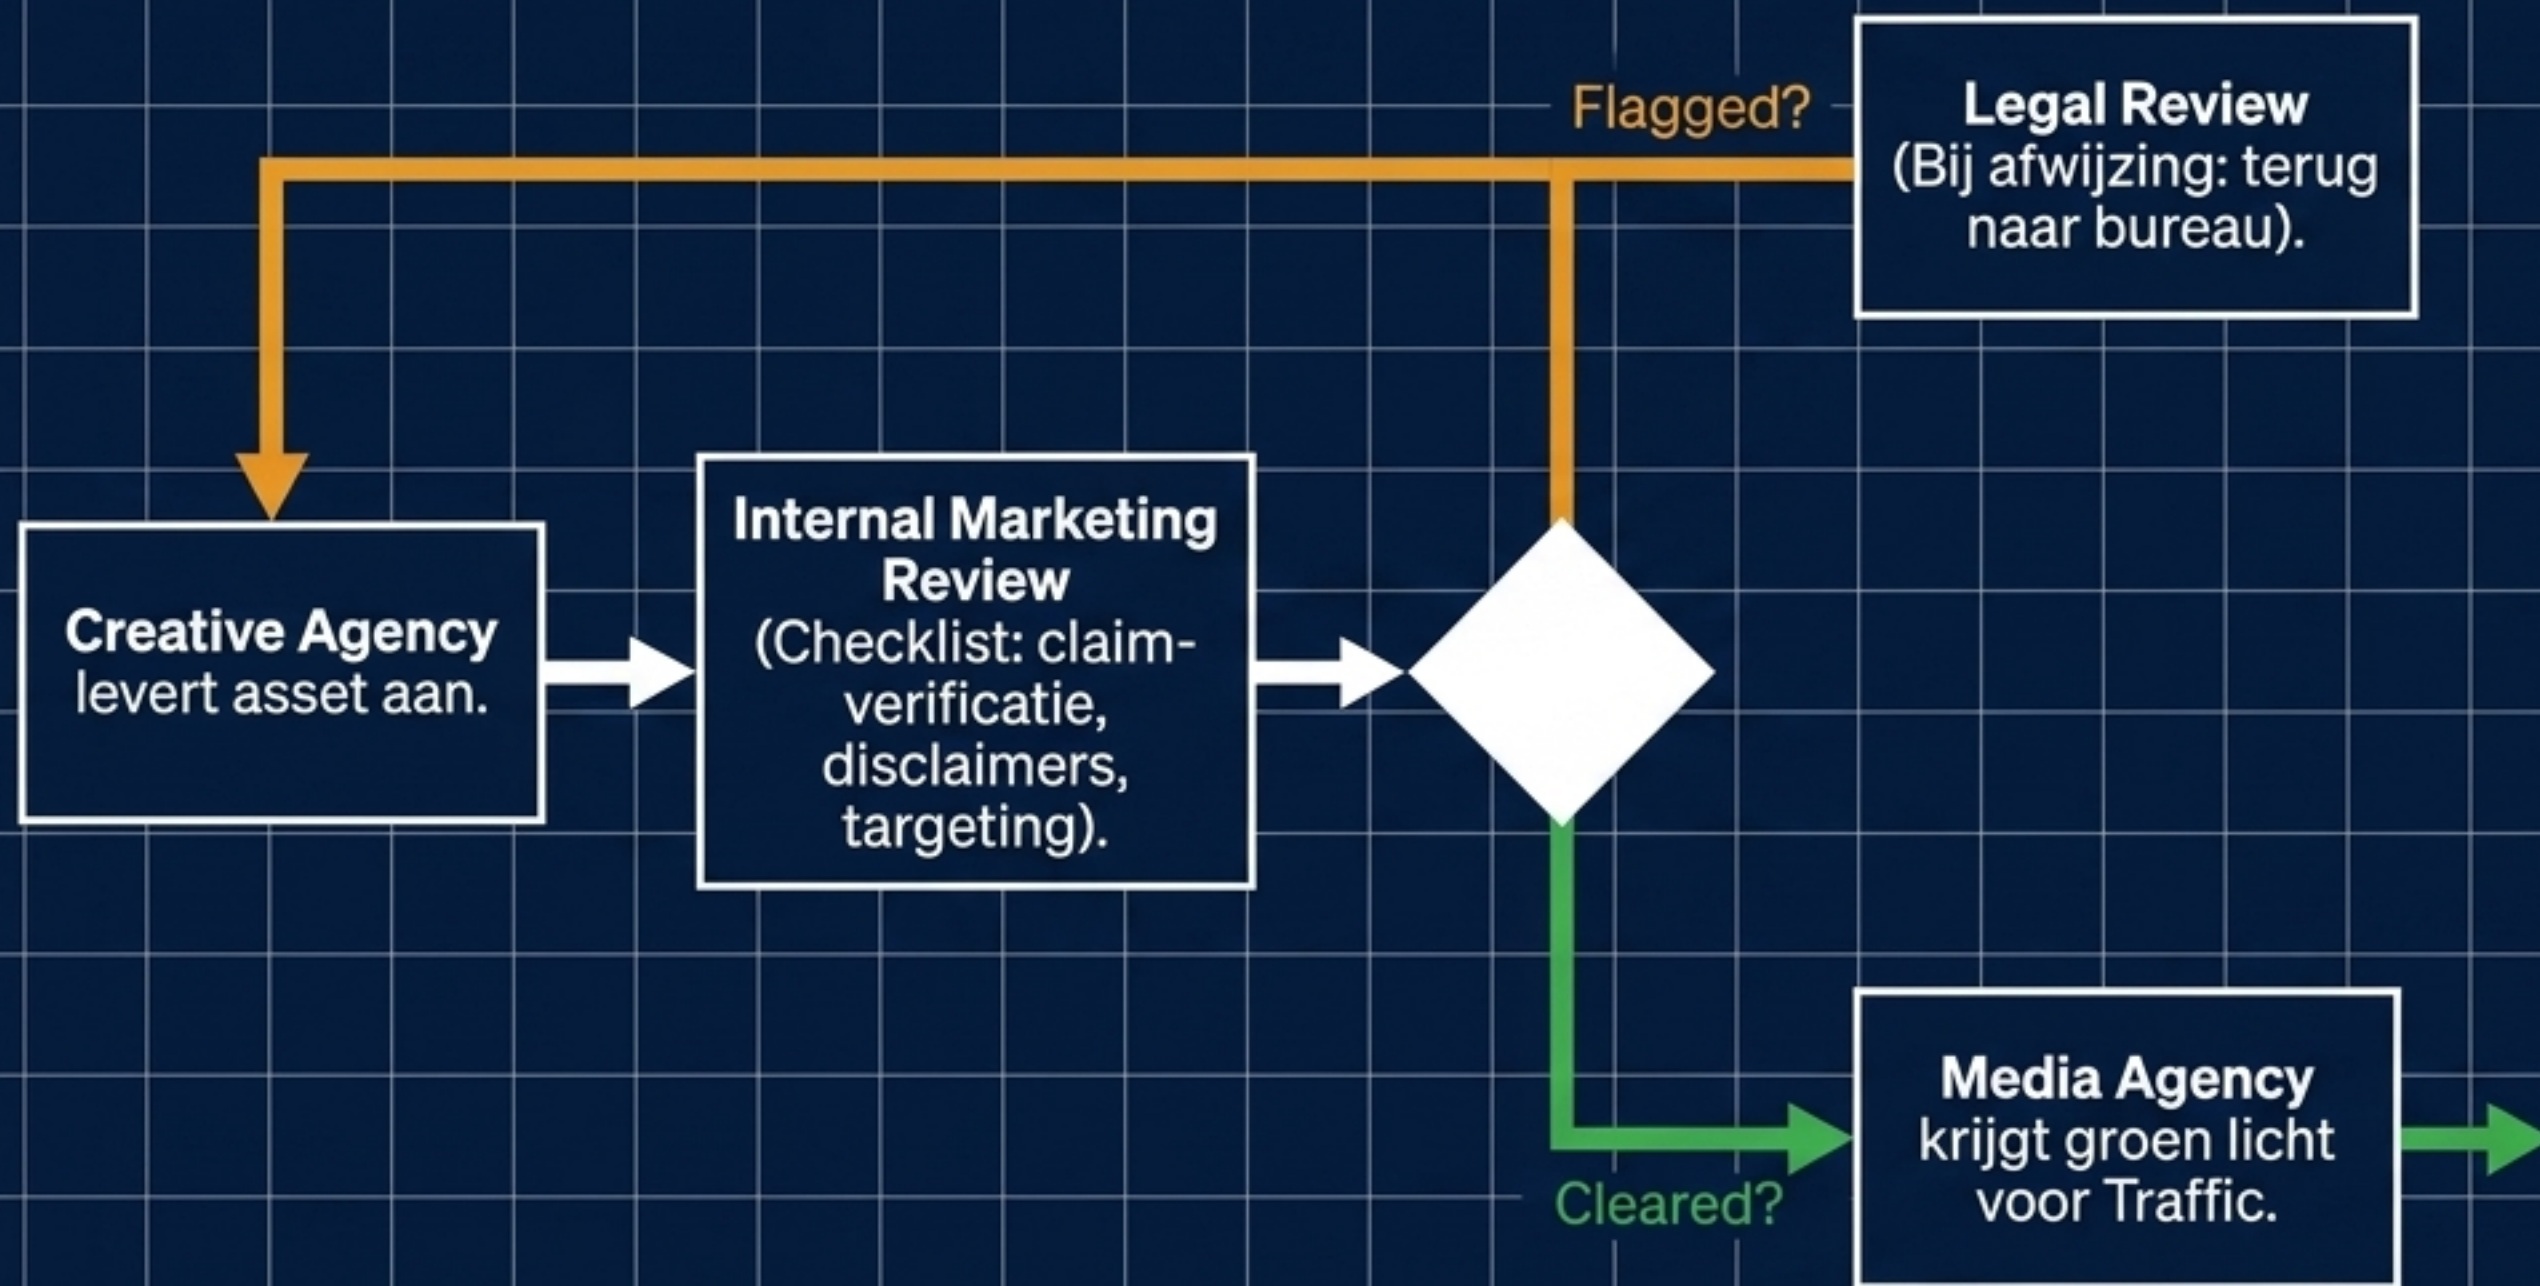 Flagged?
Legal Review
(Bij afwijzing: terug
naar bureau).
Creative Agency
levert asset aan.
Internal Marketing
Review
(Checklist: claim-
verificatie,
disclaimers,
targeting).
Cleared?
Media Agency
krijgt groen licht
voor Traffic.